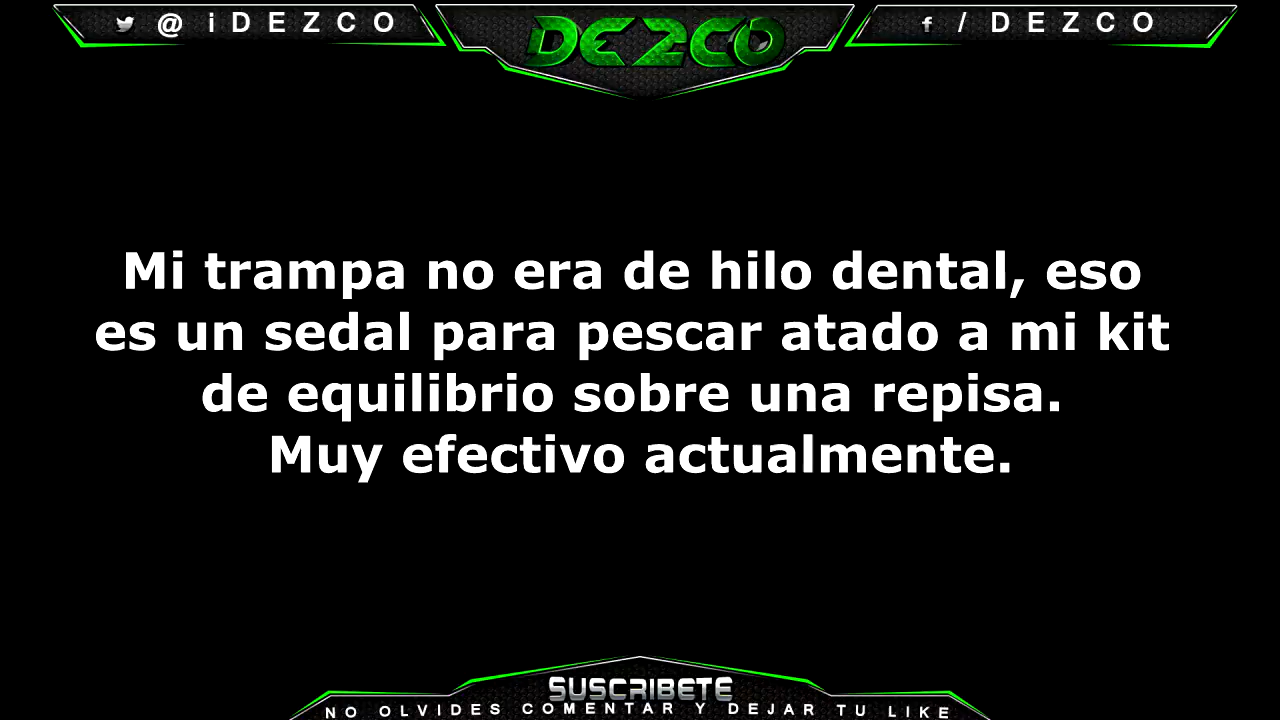 @iDEZCO
DEZCO
/DEZCO
Mi trampa no era de hilo dental, eso
es un sedal para pescar atado a mi kit
de equilibrio sobre una repisa.
Muy efectivo actualmente.
SUSCRIBETE
NO OLVIDES COMENTAR Y DEJAR TU LIKE